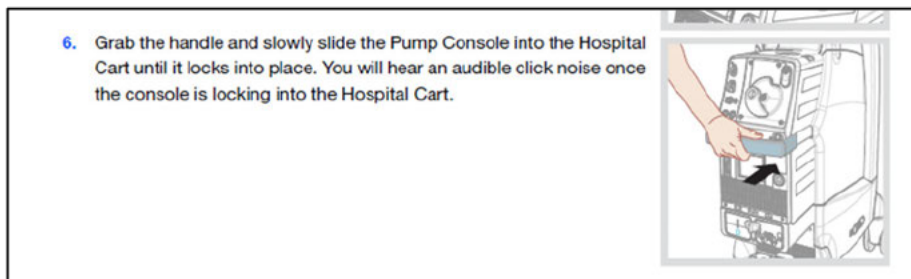 6. Grab the handle and slowly slide the Pump Console into the Hospital
Cart until it locks into place. You will hear an audible click noise once
the console is locking into the Hospital Cart.